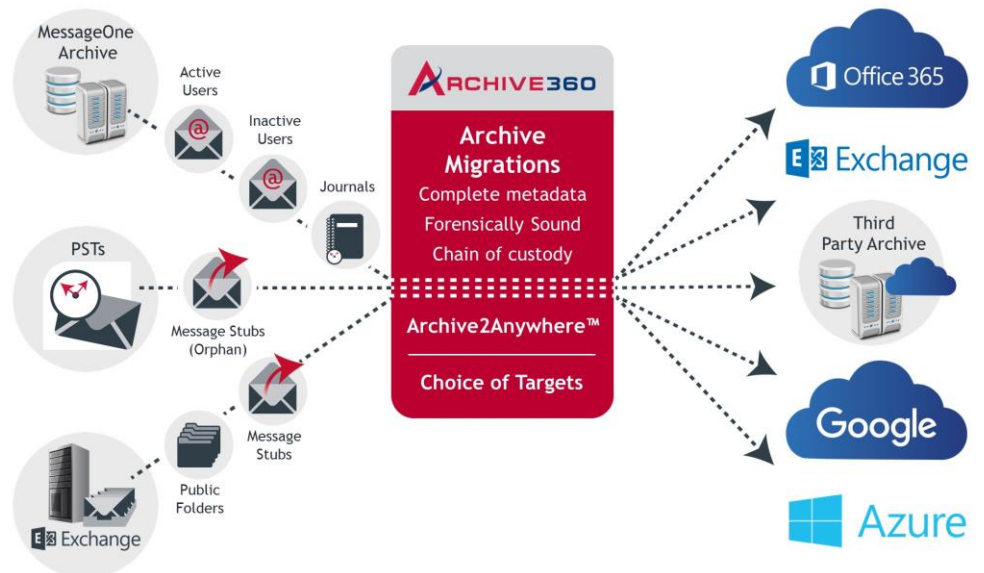 MessageOne
Archive
Active
Users
@
Inactive
Users
@
Journals
PSTs
Message Stubs
(Orphan)
Message
Stubs
Public
Folders
E Exchange
ARCHIVE360
Archive
Migrations
Complete metadata
Forensically Sound
Chain of custody
Archive2Anywhere™
Choice of Targets
Office 365
E Exchange
Third
Party Archive
Google
Azure